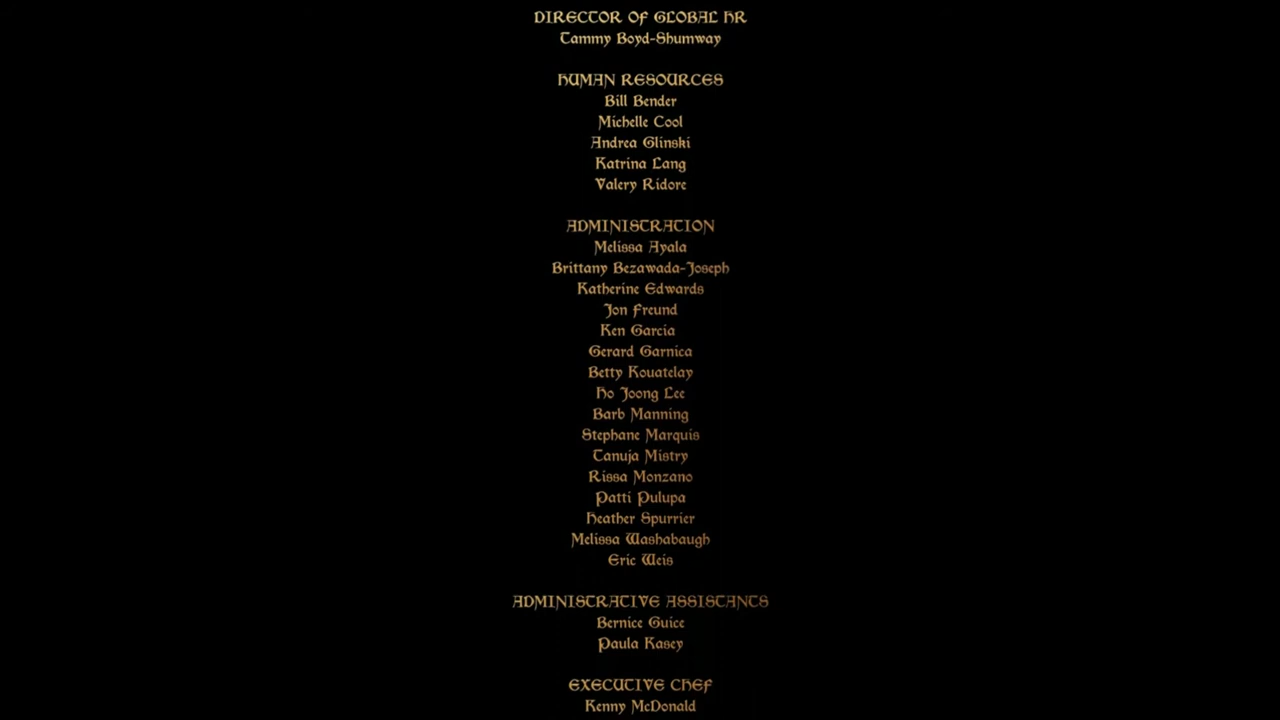 DIRECTOR OF GLOBAL HR
Tammy Boyd-Shumway
HUMAN RESOURCES
Bill Bender
Michelle Cool
Andrea Glinski
Katrina Lang
Valery Ridore
ADMINISTRATION
Melissa Ayala
Brittany Bezawada-Joseph
Katherine Edwards
Jon Freund
Ken Garcia
Gerard Garnica
Betty Kouatelay
Ho Joong Lee
Barb Manning
Stephane Marquis
Tanuja Mistry
Rissa Monzano
Patti Pulupa
Heather Spurrier
Melissa Washabaugh
Eric Weis
ADMINISTRATIVE ASSISTANTS
Bernice Guice
Paula Kasey
EXECUTIVE CHEF
Kenny McDonald